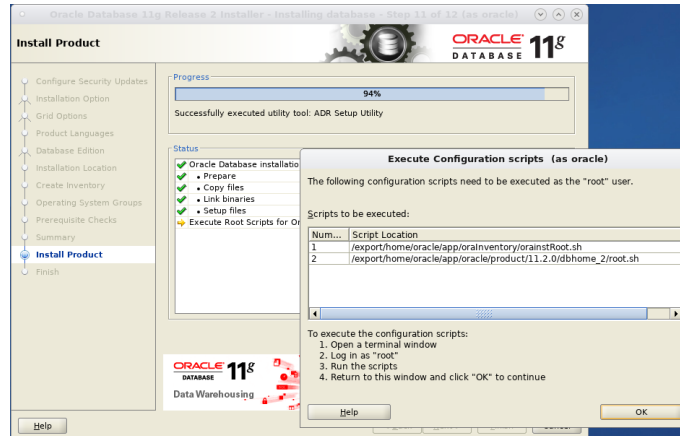 Oracle Database 11g Release 2 Installer - Installing database - Step 11 of 12 (as oracle)
Install Product
ORACLE
DATABASE 11g
Configure Security Updates
Installation Option
Grid Options
Product Languages
Database Edition
Installation Location
Create Inventory
Operating System Groups
Prerequisite Checks
Summary
Install Product
Finish
Progress
94%
Successfully executed utility tool: ADR Setup Utility
Status
Oracle Database installatio
• Prepare
• Copy files
• Link binaries
• Setup files
Execute Root Scripts for Or
ORACLE
DATABASE 11g
Data Warehousing
Help
Cancel
Execute Configuration scripts (as oracle)
The following configuration scripts need to be executed as the "root" user.
Scripts to be executed:
Num... Script Location
1 /export/home/oracle/app/oraInventory/orainstRoot.sh
2 /export/home/oracle/app/oracle/product/11.2.0/dbhome_2/root.sh
To execute the configuration scripts:
1. Open a terminal window
2. Log in as "root"
3. Run the scripts
4. Return to this window and click "OK" to continue
Help
OK